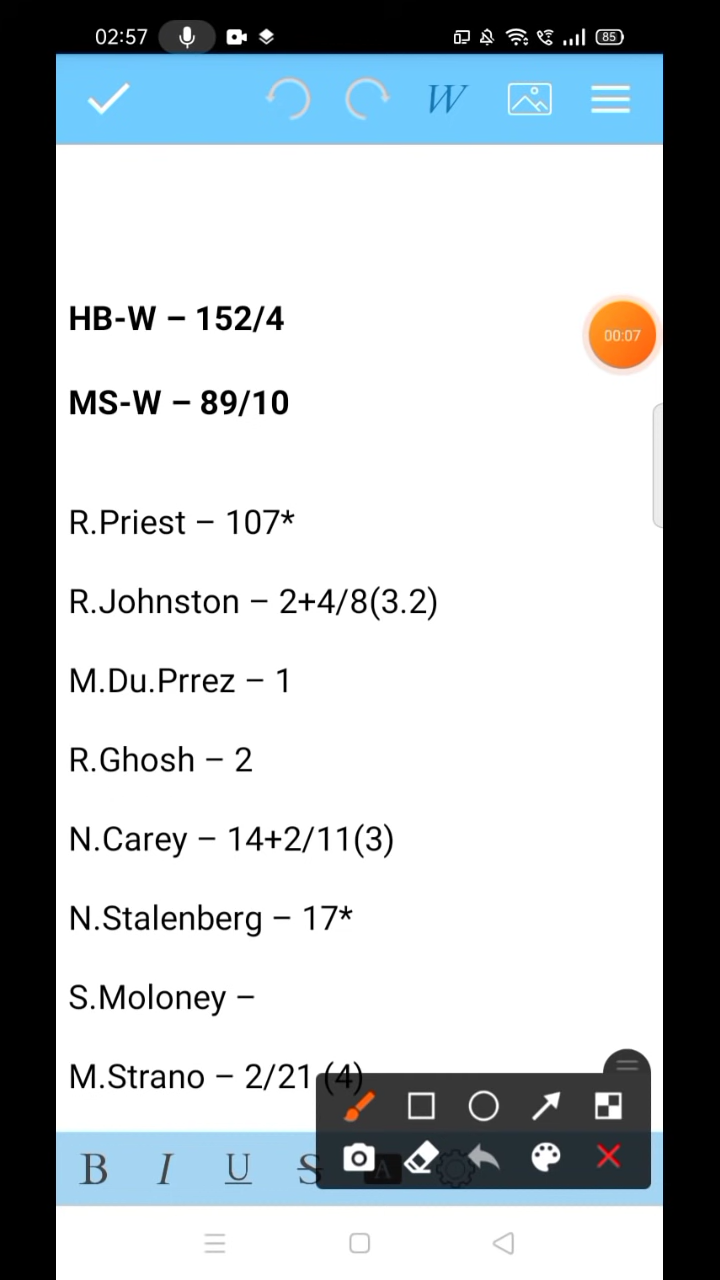 02:57
85
W
HB-W – 152/4
00:07
MS-W – 89/10
R.Priest – 107*
R.Johnston – 2+4/8(3.2)
M.Du.Prrez – 1
R.Ghosh – 2
N.Carey – 14+2/11(3)
N.Stalenberg – 17*
S.Moloney –
M.Strano – 2/21 (4)
B I U S A